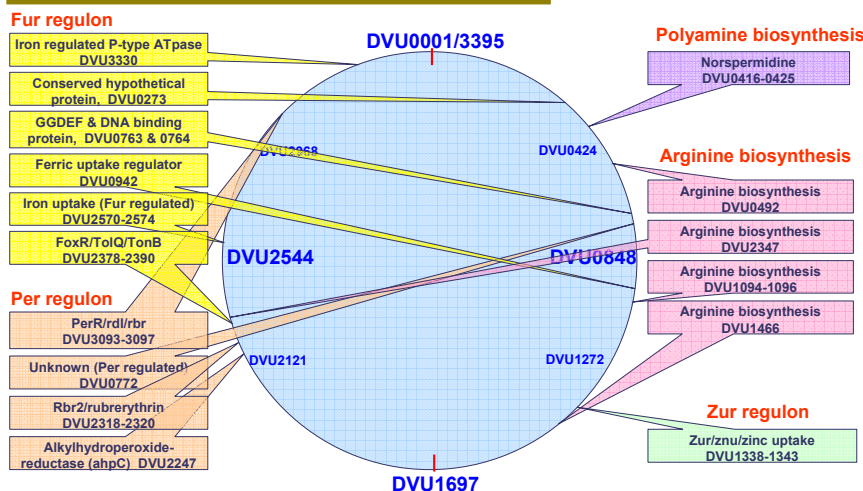 Fur regulon
Iron regulated P-type ATpase
DVU3330
Conserved hypothetical
protein, DVU0273
GGDEF & DNA binding
protein, DVU0763 & 0764
Ferric uptake regulator
DVU0942
Iron uptake (Fur regulated)
DVU2570-2574
FoxR/TolQ/TonB
DVU2378-2390
Per regulon
PerR/rdl/rbr
DVU3093-3097
Unknown (Per regulated)
DVU0772
Rbr2/rubrerythrin
DVU2318-2320
Alkylhydroperoxide-
reductase (ahpC) DVU2247
DVU0001/3395
DVU0424
DVU2544
DVU0848
DVU2121
DVU1272
DVU1697
Polyamine biosynthesis
Norspermidine
DVU0416-0425
Arginine biosynthesis
Arginine biosynthesis
DVU0492
Arginine biosynthesis
DVU2347
Arginine biosynthesis
DVU1094-1096
Arginine biosynthesis
DVU1466
Zur regulon
Zur/znu/zinc uptake
DVU1338-1343